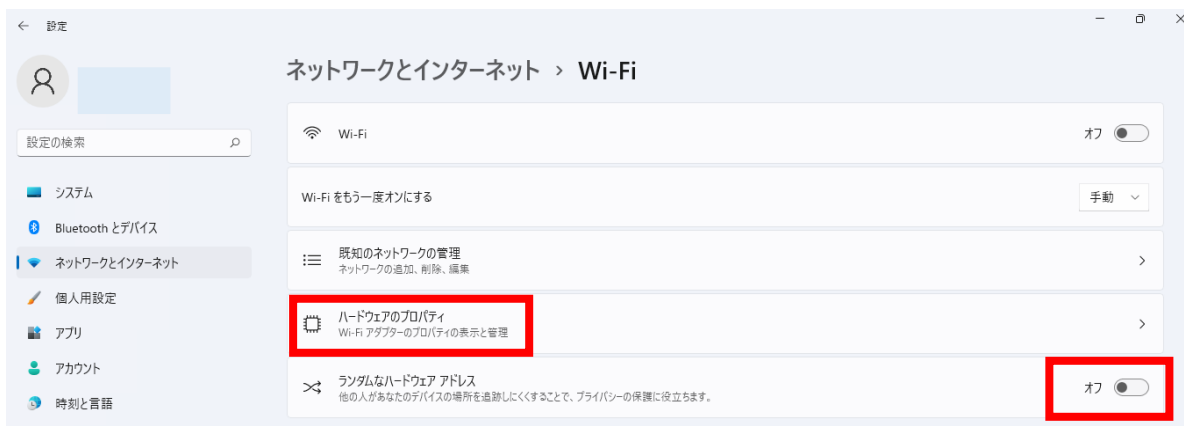 設定
ネットワークとインターネット › Wi-Fi
設定の検索
システム
Bluetooth とデバイス
ネットワークとインターネット
個人用設定
アプリ
アカウント
時刻と言語
Wi-Fi
オフ
Wi-Fi をもう一度オンにする
手動
既知のネットワークの管理
ネットワークの追加、削除、編集
ハードウェアのプロパティ
Wi-Fi アダプターのプロパティの表示と管理
ランダムなハードウェア アドレス
他の人があなたのデバイスの場所を追跡しにくくすることで、プライバシーの保護に役立ちます。
オフ